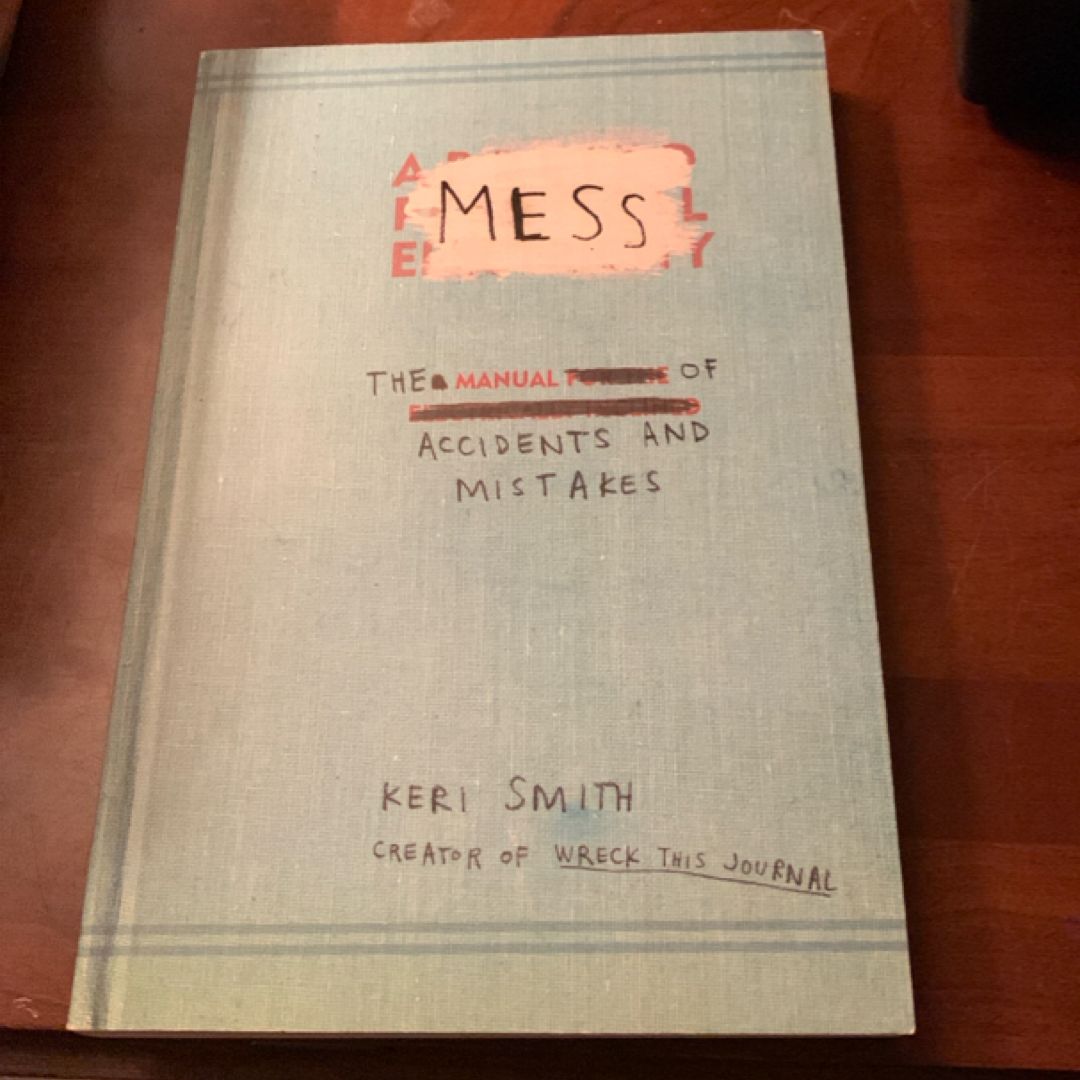 MESS
THE MANUAL OF
ACCIDENTS AND
MISTAKES
KERI SMITH
CREATOR OF WRECK THIS JOURNAL